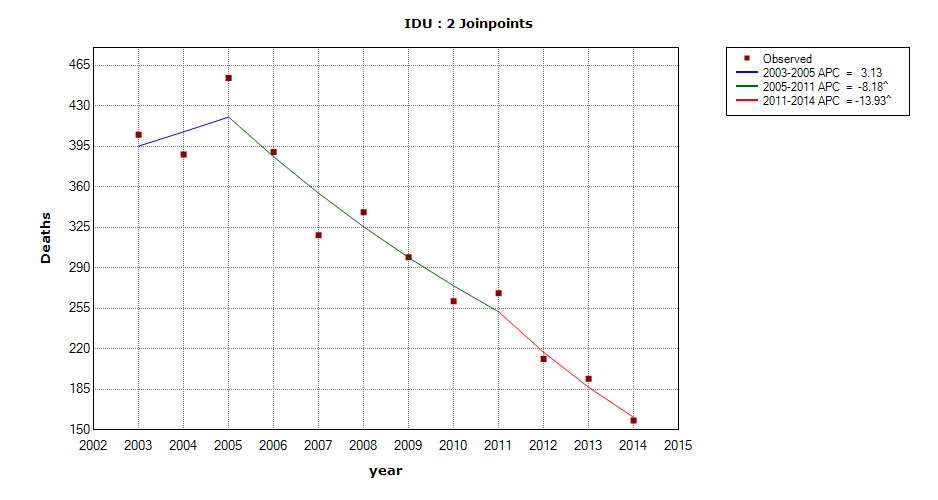 IDU : 2 Joinpoints
465
430
395
360
325
290
255
220
185
150
Deaths
2002 2003 2004 2005 2006 2007 2008 2009 2010 2011 2012 2013 2014 2015
year
Observed
2003-2005 APC = 3.13
2005-2011 APC = -8.18^
2011-2014 APC = -13.93^